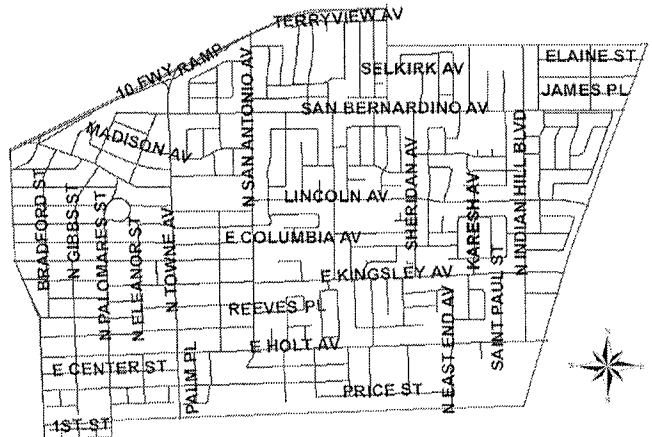 TERRYVIEW AV
10 FWY RAMP
ELAINE ST
SELKIRK AV
JAMES PL
SAN BERNARDINO AV
N SAN ANTONIO AV
MADISON AV
N INDIAN HILL BLVD
LINCOLN AV
SHERIDAN AV
KARESH AV
BRADFORD ST
N GIBBS ST
N PALOMARES ST
N ELEANOR ST
N TOWNE AV
E COLUMBIA AV
E KINGSLEY AV
REEVES PL
SAINT PAUL ST
N EAST END AV
E HOLT AV
E CENTER ST
PALM PL
PRICE ST
1ST ST